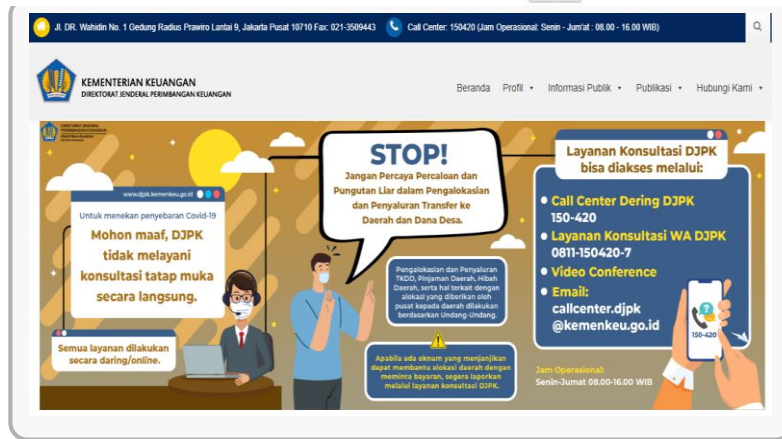 Jl. DR. Wahidin No. 1 Gedung Radius Prawiro Lantai 9, Jakarta Pusat 10710 Fax: 021-3509443
Call Center: 150420 (Jam Operasional: Senin - Jum'at : 08.00 - 16.00 WIB)
KEMENTERIAN KEUANGAN
DIREKTORAT JENDERAL PERIMBANGAN KEUANGAN
Beranda Profil Informasi Publik Publikasi Hubungi Kami
www.djpk.kemenkeu.go.id
Untuk menekan penyebaran Covid-19
Mohon maaf, DJPK
tidak melayani
konsultasi tatap muka
secara langsung.
Semua layanan dilakukan
secara daring/online.
STOP!
Jangan Percaya Percaloan dan
Pungutan Liar dalam Pengalokasian
dan Penyaluran Transfer ke
Daerah dan Dana Desa.
Pengalokasian dan Penyaluran
TKDD, Pinjaman Daerah, Hibah
Daerah, serta hal terkait dengan
alokasi yang diberikan oleh
pusat kepada daerah dilakukan
berdasarkan Undang-Undang.
Apabila ada oknum yang menjanjikan
dapat membantu alokasi daerah dengan
meminta bayaran, segera laporkan
melalui layanan konsultasi DJPK.
Layanan Konsultasi DJPK
bisa diakses melalui:
Call Center Dering DJPK
150-420
Layanan Konsultasi WA DJPK
0811-150420-7
Video Conference
Email:
callcenter.djpk
@kemenkeu.go.id
150-420
Jam Operasional:
Senin-Jumat 08.00-16.00 WIB